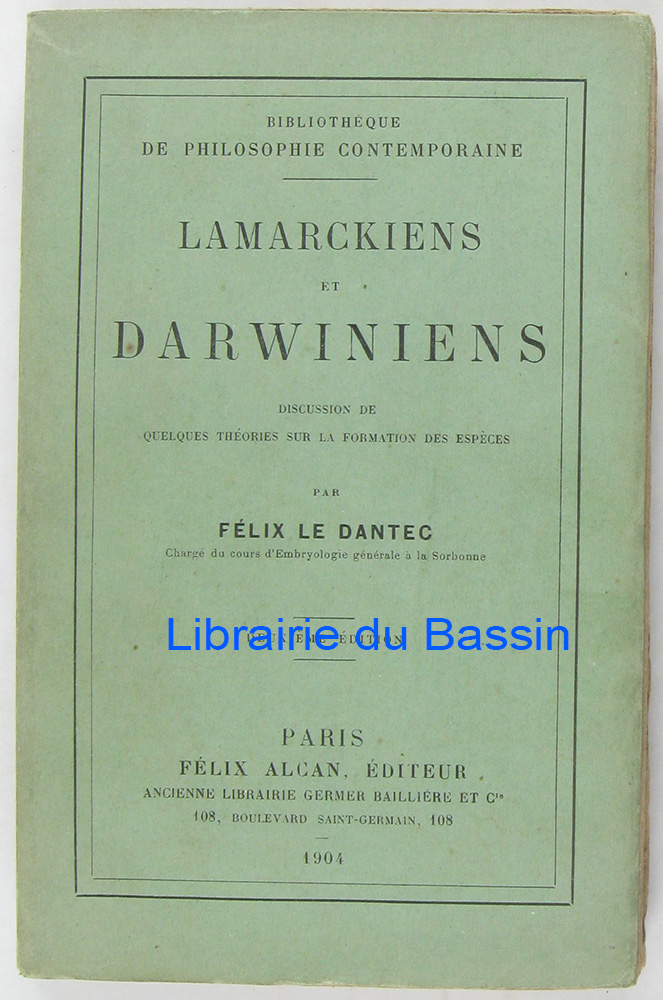 BIBLIOTHÈQUE
DE PHILOSOPHIE CONTEMPORAINE
LAMARCKIENS
ET
DARWINIENS
DISCUSSION DE
QUELQUES THÉORIES SUR LA FORMATION DES ESPÈCES
PAR
FÉLIX LE DANTEC
Chargé du cours d'Embryologie générale à la Sorbonne
Librairie du Bassin
DEUXIÈME ÉDITION
PARIS
FÉLIX ALCAN, ÉDITEUR
ANCIENNE LIBRAIRIE GERMER BAILLIÈRE ET Cie
108, BOULEVARD SAINT-GERMAIN, 108
1904